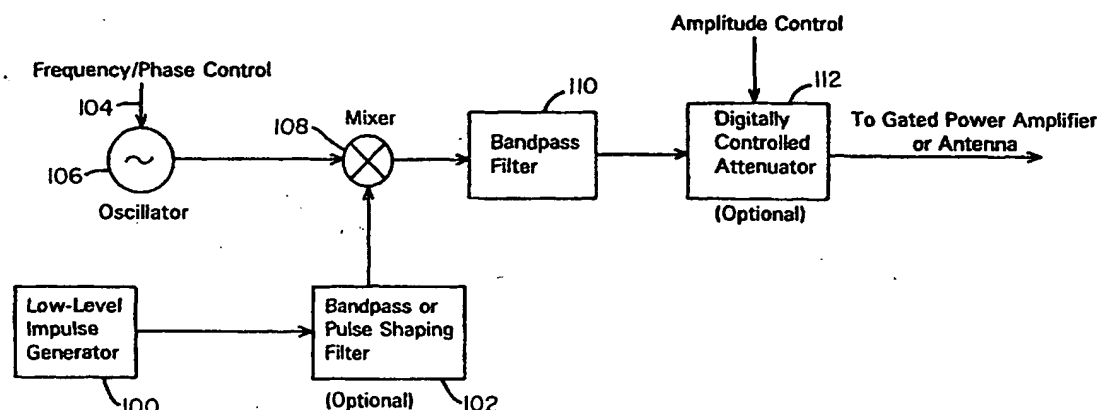 Amplitude Control
Frequency/Phase Control
104
106
Oscillator
108
Mixer
110
Bandpass
Filter
112
Digitally
Controlled
Attenuator
(Optional)
To Gated Power Amplifier
or Antenna
Low-Level
Impulse
Generator
100
Bandpass or
Pulse Shaping
Filter
(Optional)
102